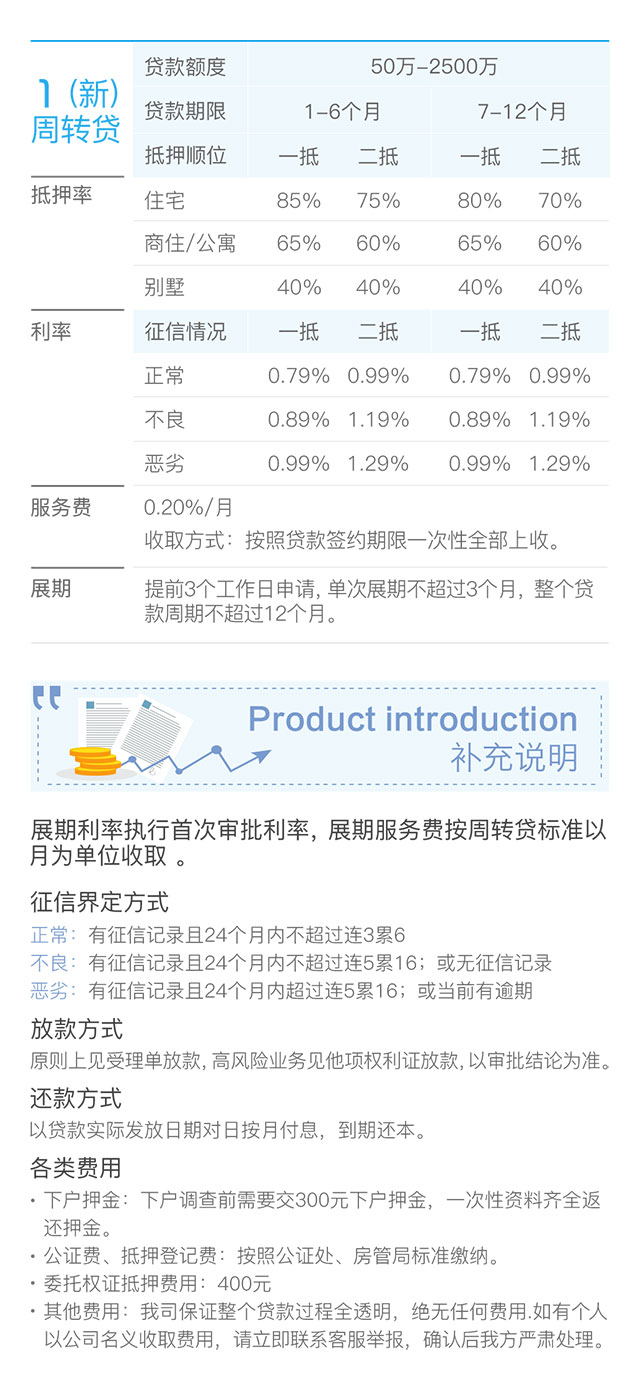 1（新）
周转贷
贷款额度 50万-2500万
贷款期限 1-6个月 7-12个月
抵押顺位 一抵 二抵 一抵 二抵
抵押率 住宅 85% 75% 80% 70%
商住/公寓 65% 60% 65% 60%
别墅 40% 40% 40% 40%
利率 征信情况 一抵 二抵 一抵 二抵
正常 0.79% 0.99% 0.79% 0.99%
不良 0.89% 1.19% 0.89% 1.19%
恶劣 0.99% 1.29% 0.99% 1.29%
服务费 0.20%/月
收取方式：按照贷款签约期限一次性全部上收。
展期 提前3个工作日申请，单次展期不超过3个月，整个贷
款周期不超过12个月。
Product introduction
补充说明
展期利率执行首次审批利率，展期服务费按周转贷标准以
月为单位收取 。
征信界定方式
正常：有征信记录且24个月内不超过连3累6
不良：有征信记录且24个月内不超过连5累16；或无征信记录
恶劣：有征信记录且24个月内超过连5累16；或当前有逾期
放款方式
原则上见受理单放款，高风险业务见他项权利证放款，以审批结论为准。
还款方式
以贷款实际发放日期对日按月付息，到期还本。
各类费用
· 下户押金：下户调查前需要交300元下户押金，一次性资料齐全返
还押金。
· 公证费、抵押登记费：按照公证处、房管局标准缴纳。
· 委托权证抵押费用：400元
· 其他费用：我司保证整个贷款过程全透明，绝无任何费用.如有个人
以公司名义收取费用，请立即联系客服举报，确认后我方严肃处理。